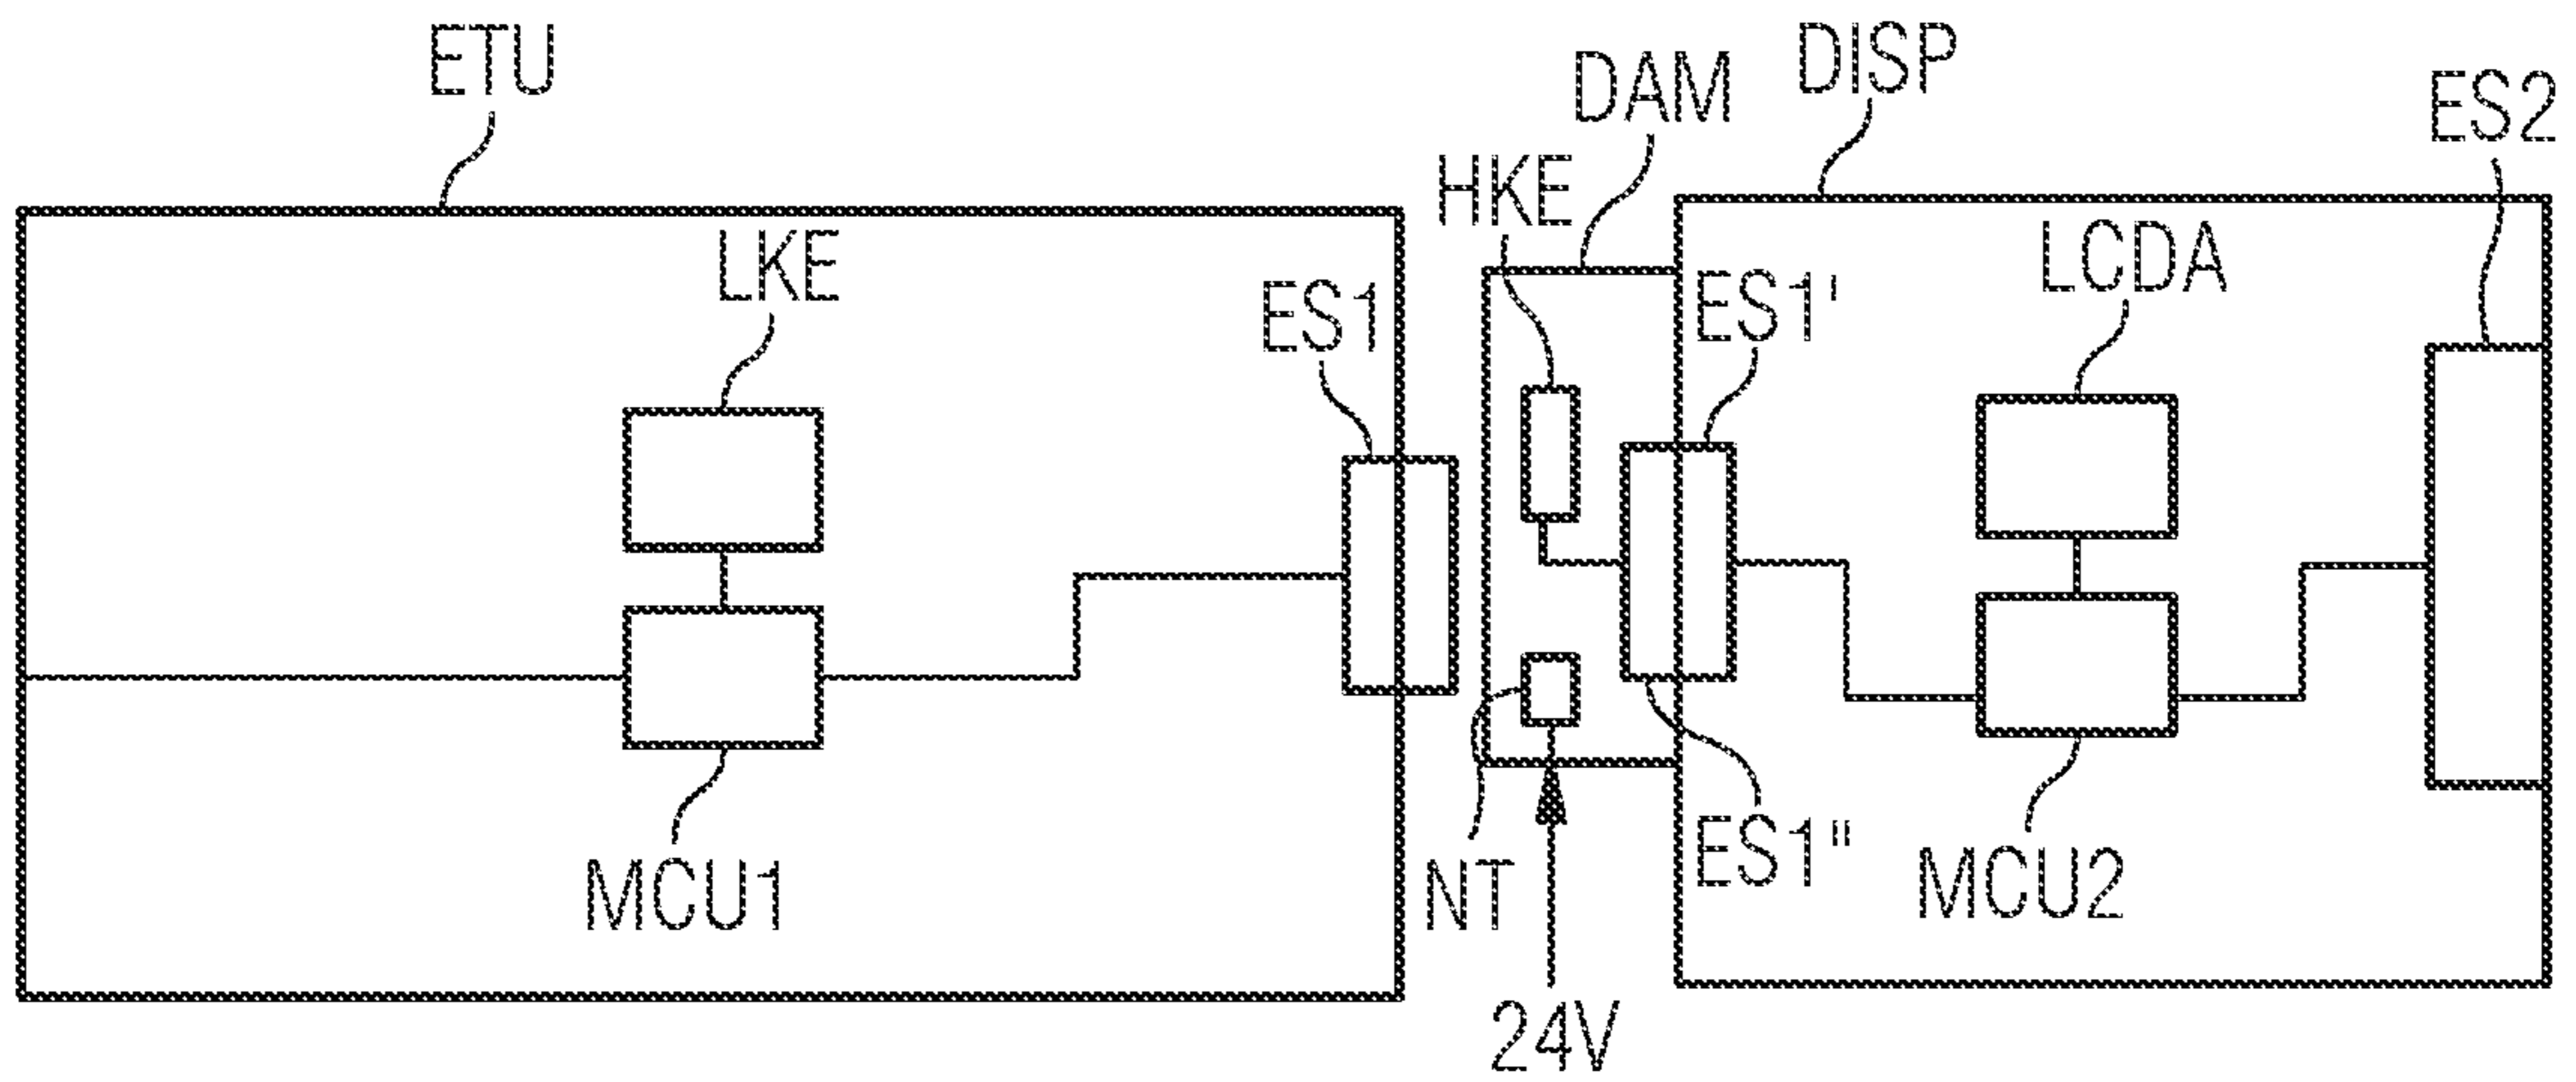 ETU
DAM
DISP
ES2
HKE
LKE
ES1
ES1'
LCDA
MCU1
NT
ES1"
MCU2
24V